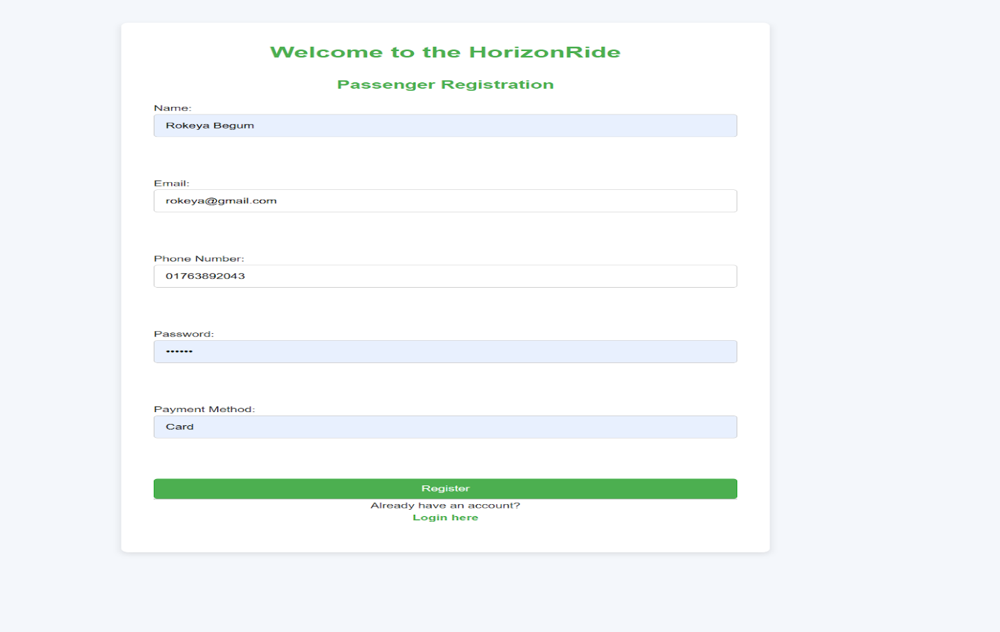 Welcome to the HorizonRide
Passenger Registration
Name:
Rokeya Begum
Email:
rokeya@gmail.com
Phone Number:
01763892043
Password:
••••••
Payment Method:
Card
Register
Already have an account?
Login here